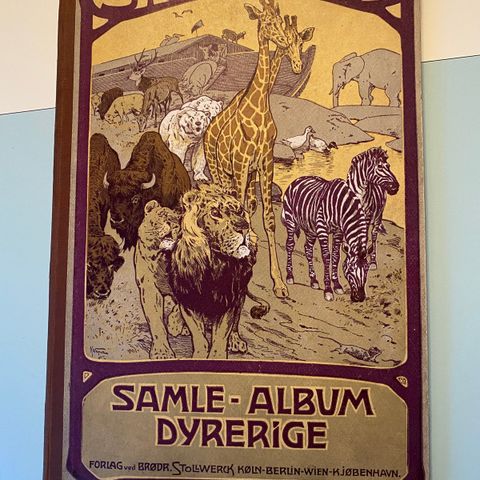 SAMLE-ALBUM
DYRERIGE
FORLAG ved BRØDR. STOLLWERCK KØLN-BERLIN-WIEN-KJØBENHAVN.